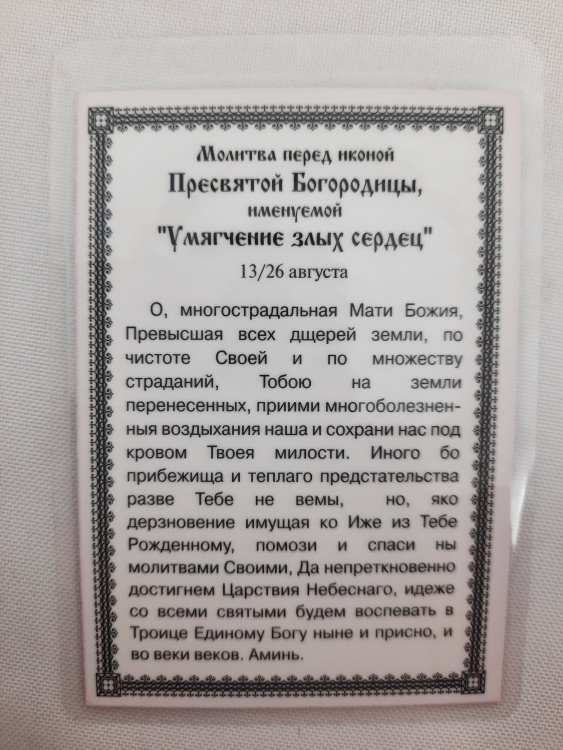 Молитва перед иконой
Пресвятой Богородицы,
именуемой
"Умягчение злых сердец"
13/26 августа
О, многострадальная Мати Божия,
Превысшая всех дщерей земли, по
чистоте Своей и по множеству
страданий, Тобою на земли
перенесенных, приими многоболезнен-
ныя воздыхания наша и сохрани нас под
кровом Твоея милости. Иного бо
прибежища и теплаго предстательства
разве Тебе не вемы, но, яко
дерзновение имущая ко Иже из Тебе
Рожденному, помози и спаси ны
молитвами Своими, Да непреткновенно
достигнем Царствия Небеснаго, идеже
со всеми святыми будем воспевать в
Троице Единому Богу ныне и присно, и
во веки веков. Аминь.